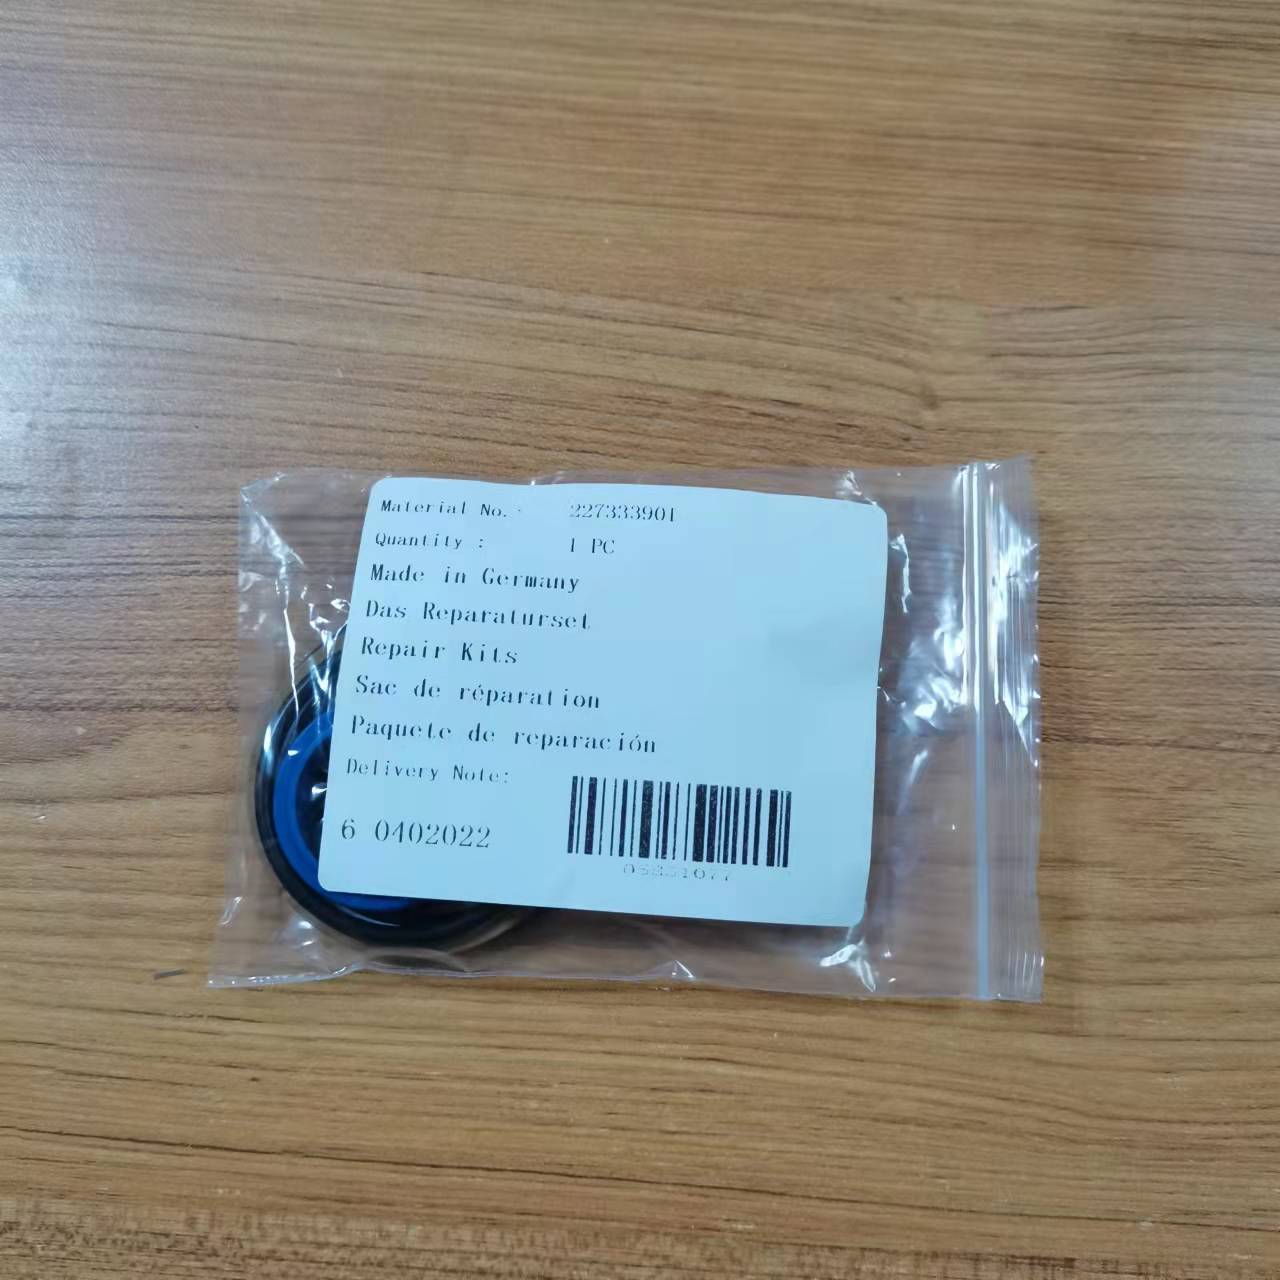 Material No. : 227333901
Quantity : 1 PC
Made in Germany
Das Reparaturset
Repair Kits
Sac de réparation
Paquete de reparación
Delivery Note:
6 0402022